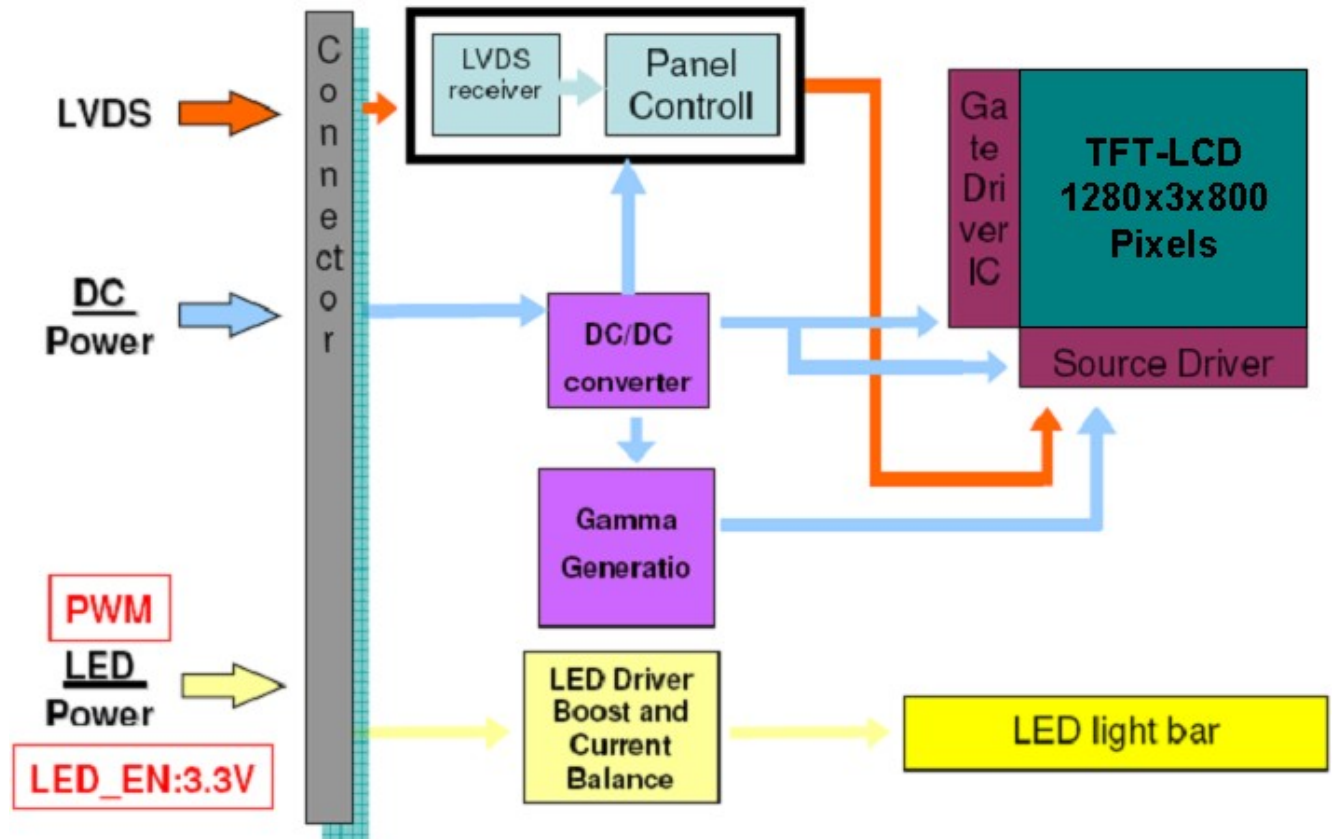 LVDS
DC
Power
PWM
LED
Power
LED_EN:3.3V
C
o
n
n
e
ct
o
r
LVDS
receiver
Panel
Controll
DC/DC
converter
Gamma
Generatio
LED Driver
Boost and
Current
Balance
Ga
te
Dri
ver
IC
TFT-LCD
1280x3x800
Pixels
Source Driver
LED light bar